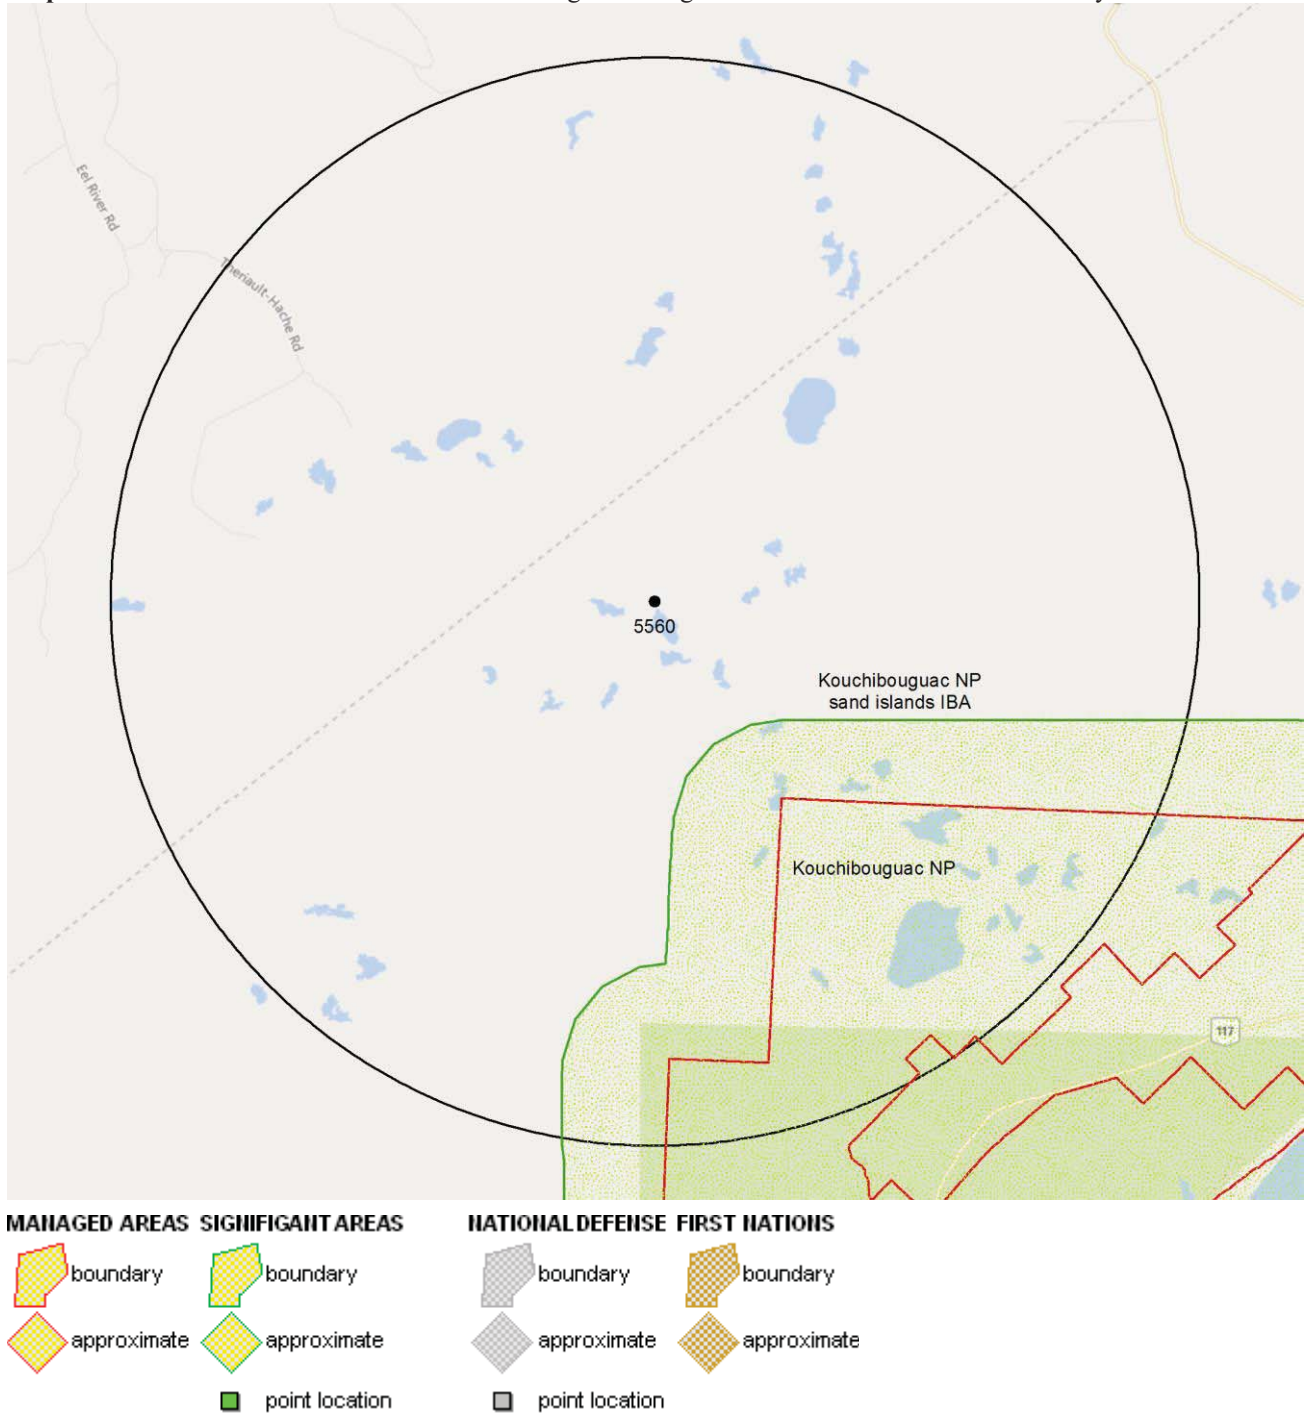 Eel River Rd
Theriault-Hache Rd
5560
Kouchibouguac NP
sand islands IBA
Kouchibouguac NP
117
MANAGED AREAS SIGNIFIGANT AREAS NATIONAL DEFENSE FIRST NATIONS
boundary boundary boundary boundary
approximate approximate approximate approximate
point location point location